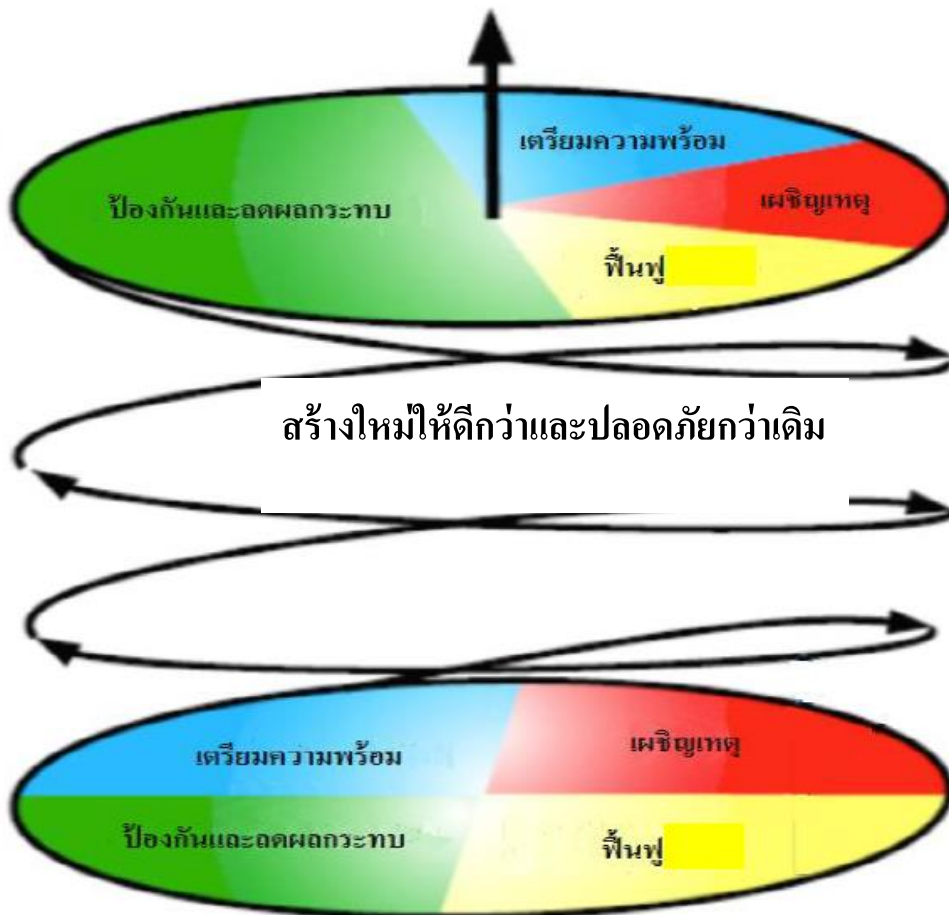 เตรียมความพร้อม
เผชิญเหตุ
ป้องกันและลดผลกระทบ
ฟื้นฟู
สร้างใหม่ให้ดีกว่าและปลอดภัยกว่าเดิม
เตรียมความพร้อม
เผชิญเหตุ
ป้องกันและลดผลกระทบ
ฟื้นฟู